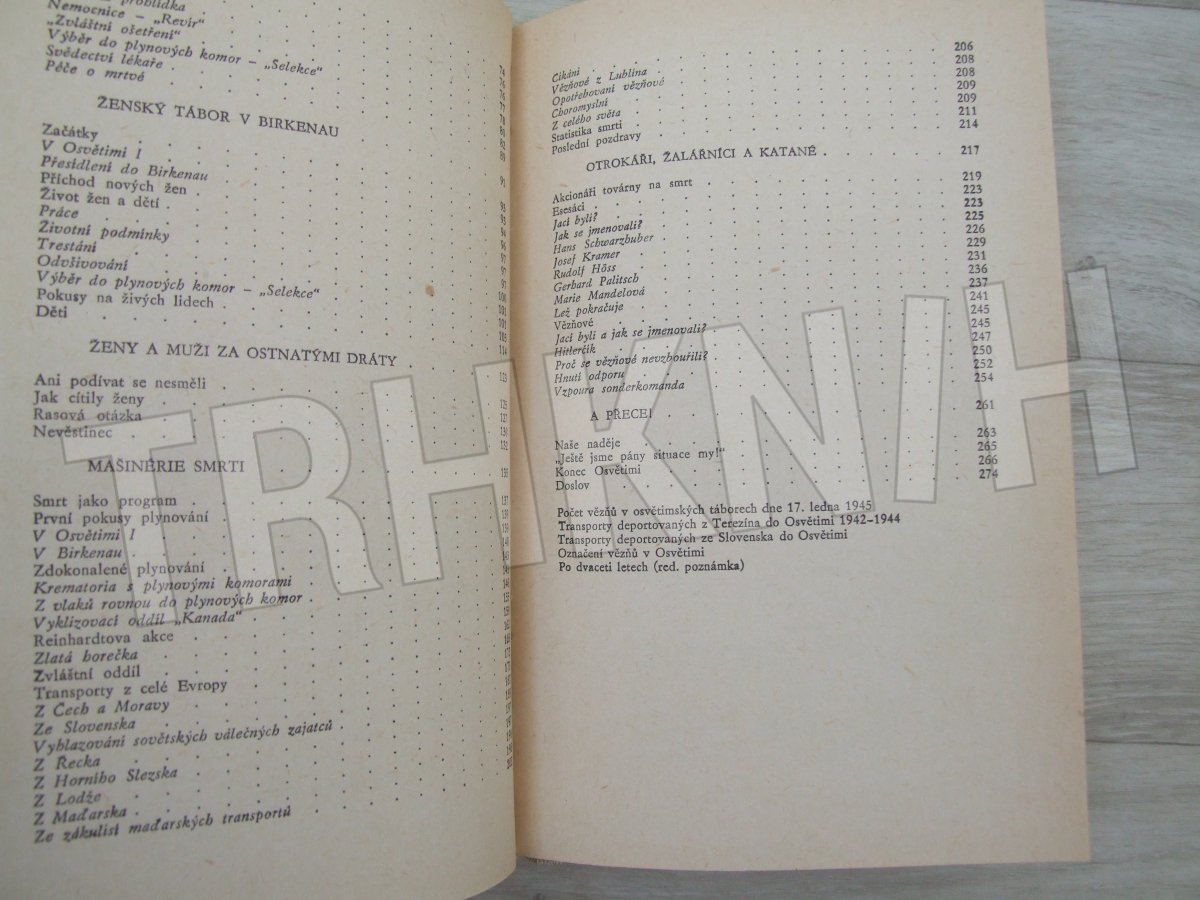 prohlídka
Nemocnice – „Revír"
„Zvláštní ošetření"
Výběr do plynových komor – „Selekce"
Svědectví lékaře
Péče o mrtvé
ŽENSKÝ TÁBOR V BIRKENAU
Začátky
V Osvětimi I
Přesídlení do Birkenau
Příchod nových žen
Život žen a dětí
Práce
Životní podmínky
Trestání
Odvšivování
Výběr do plynových komor – „Selekce"
Pokusy na živých lidech
Děti
ŽENY A MUŽI ZA OSTNATÝMI DRÁTY
Ani podívat se nesměli
Jak cítily ženy
Rasová otázka
Nevěstinec
MAŠINÉRIE SMRTI
Smrt jako program
První pokusy plynování
V Osvětimi I
V Birkenau
Zdokonalené plynování
Krematoria s plynovými komorami
Z vlaků rovnou do plynových komor
Vyklizovací oddíl „Kanada"
Reinhardtova akce
Zlatá horečka
Zvláštní oddíl
Transporty z celé Evropy
Z Čech a Moravy
Ze Slovenska
Vyhlazování sovětských válečných zajatců
Z Řecka
Z Horního Slezska
Z Lodže
Z Maďarska
Ze zákulisí maďarských transportů
Cikáni 206
Vězňové z Lublina 208
Opotřebovaní vězňové 208
Choromyslní 209
Z celého světa 209
Statistika smrti 211
Poslední pozdravy 214
OTROKÁŘI, ŽALÁŘNÍCI A KATANÉ 217
Akcionáři továrny na smrt 219
Esesáci 223
Jací byli? 223
Jak se jmenovali? 225
Hans Schwarzhuber 226
Josef Kramer 229
Rudolf Höss 231
Gerhard Palitsch 236
Marie Mandelová 237
Lež pokračuje 241
Vězňové 245
Jací byli a jak se jmenovali? 245
Hitlerčík 247
Proč se vězňové nevzbouřili? 250
Hnutí odporu 252
Vzpoura sonderkomanda 254
A PŘECE! 261
Naše naděje 263
„Ještě jsme pány situace my!" 265
Konec Osvětimi 266
Doslov 274
Počet vězňů v osvětimských táborech dne 17. ledna 1945
Transporty deportovaných z Terezína do Osvětimi 1942–1944
Transporty deportovaných ze Slovenska do Osvětimi
Označení vězňů v Osvětimi
Po dvaceti letech (red. poznámka)
TRHKNIH